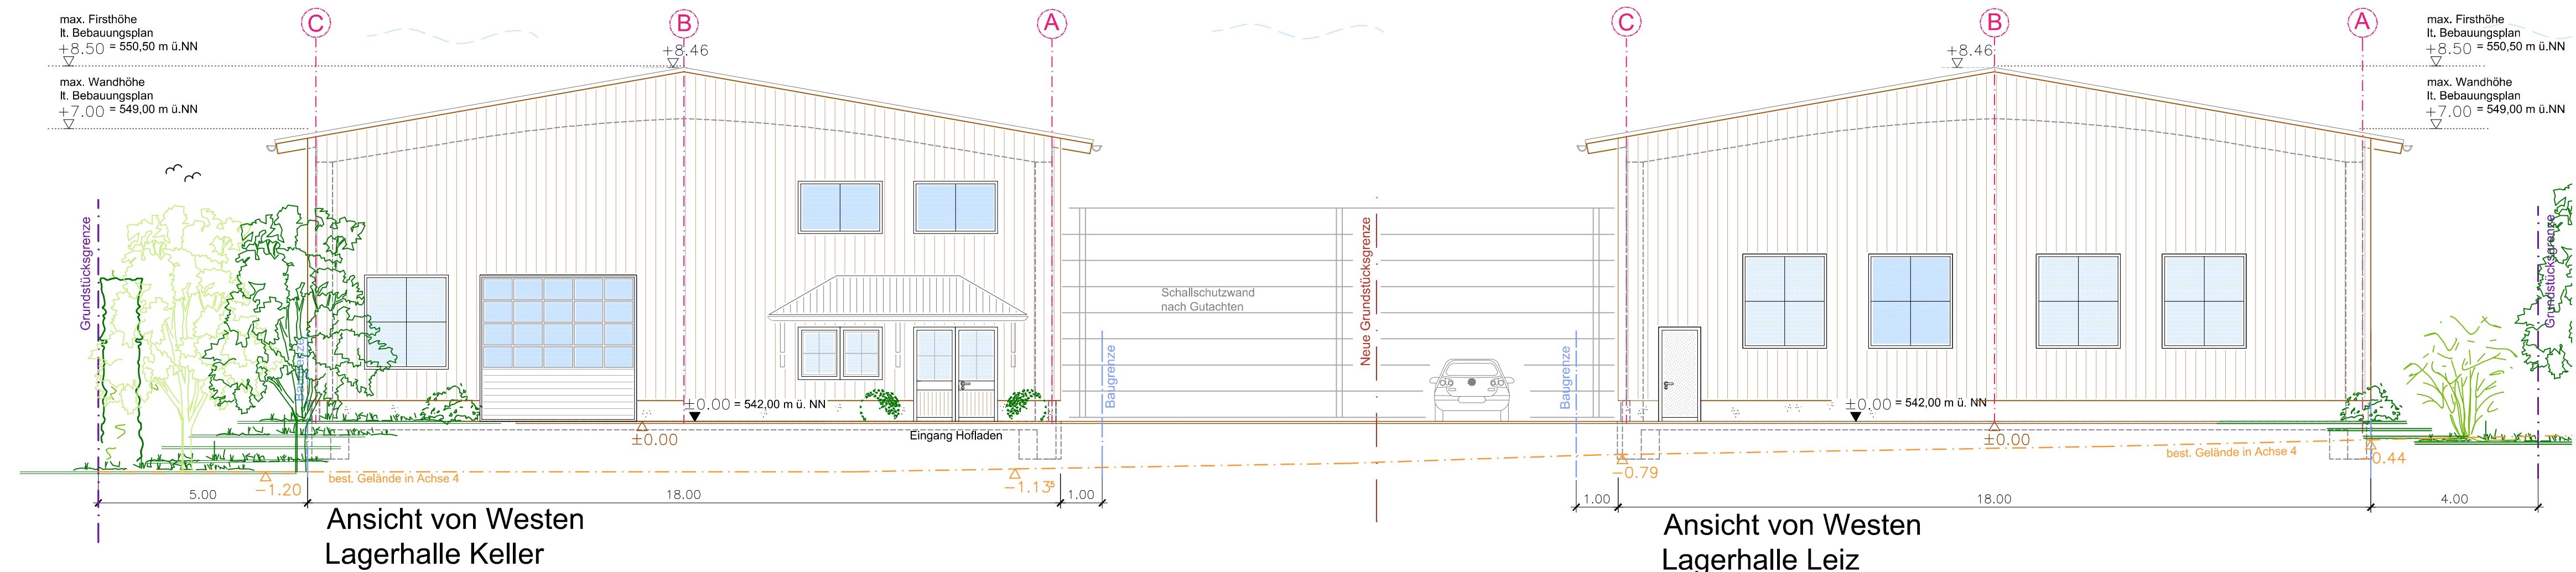 max. Firsthöhe
lt. Bebauungsplan
+8.50 = 550,50 m ü.NN
max. Wandhöhe
lt. Bebauungsplan
+7.00 = 549,00 m ü.NN
C
B
A
+8.46
Grundstücksgrenze
Baugrenze
±0.00 = 542,00 m ü. NN
±0.00
Eingang Hofladen
−1.20
best. Gelände in Achse 4
−1.13⁵
5.00
18.00
1.00
Baugrenze
Ansicht von Westen
Lagerhalle Keller
Schallschutzwand
nach Gutachten
Neue Grundstücksgrenze
Baugrenze
C
B
A
+8.46
max. Firsthöhe
lt. Bebauungsplan
+8.50 = 550,50 m ü.NN
max. Wandhöhe
lt. Bebauungsplan
+7.00 = 549,00 m ü.NN
Grundstücksgrenze
±0.00 = 542,00 m ü. NN
±0.00
−0.79
best. Gelände in Achse 4
−0.44
1.00
18.00
4.00
Ansicht von Westen
Lagerhalle Leiz